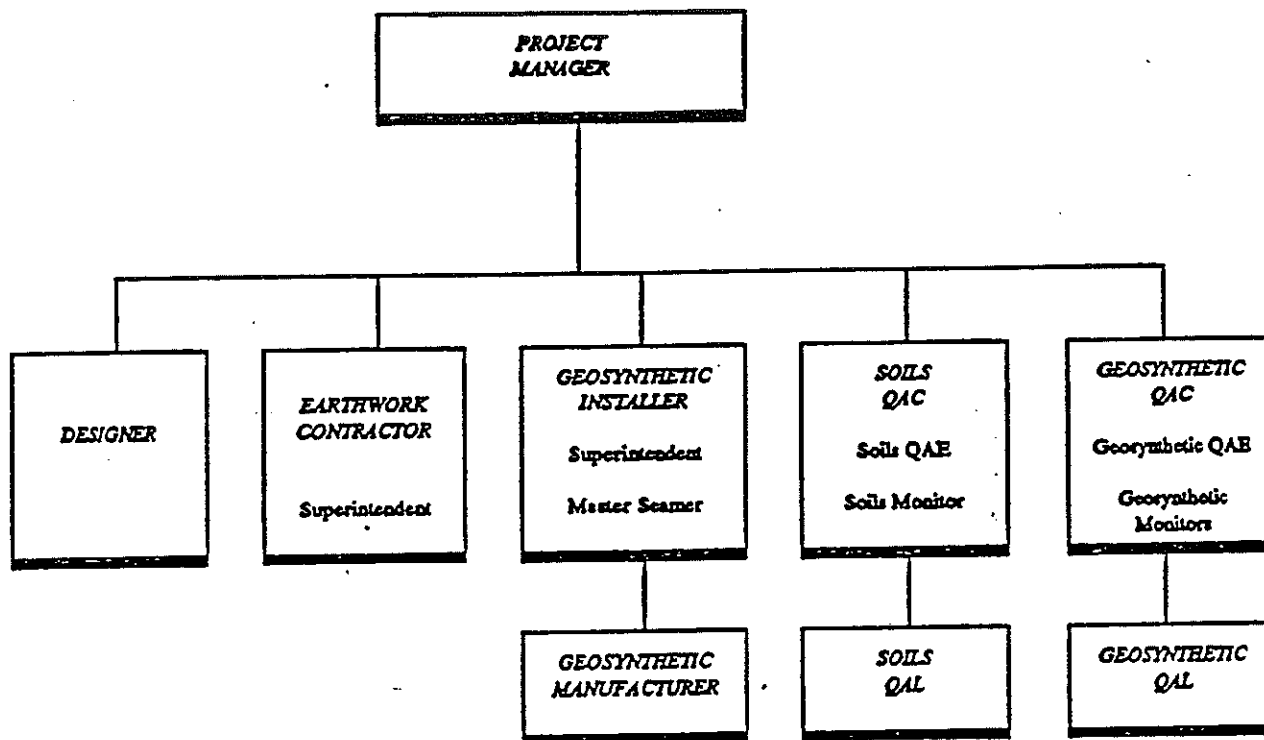 PROJECT
MANAGER
DESIGNER
EARTHWORK
CONTRACTOR
Superintendent
GEOSYNTHETIC
INSTALLER
Superintendent
Master Seamer
SOILS
QAC
Soils QAE
Soils Monitor
GEOSYNTHETIC
QAC
Geosynthetic QAE
Geosynthetic
Monitors
GEOSYNTHETIC
MANUFACTURER
SOILS
QAL
GEOSYNTHETIC
QAL